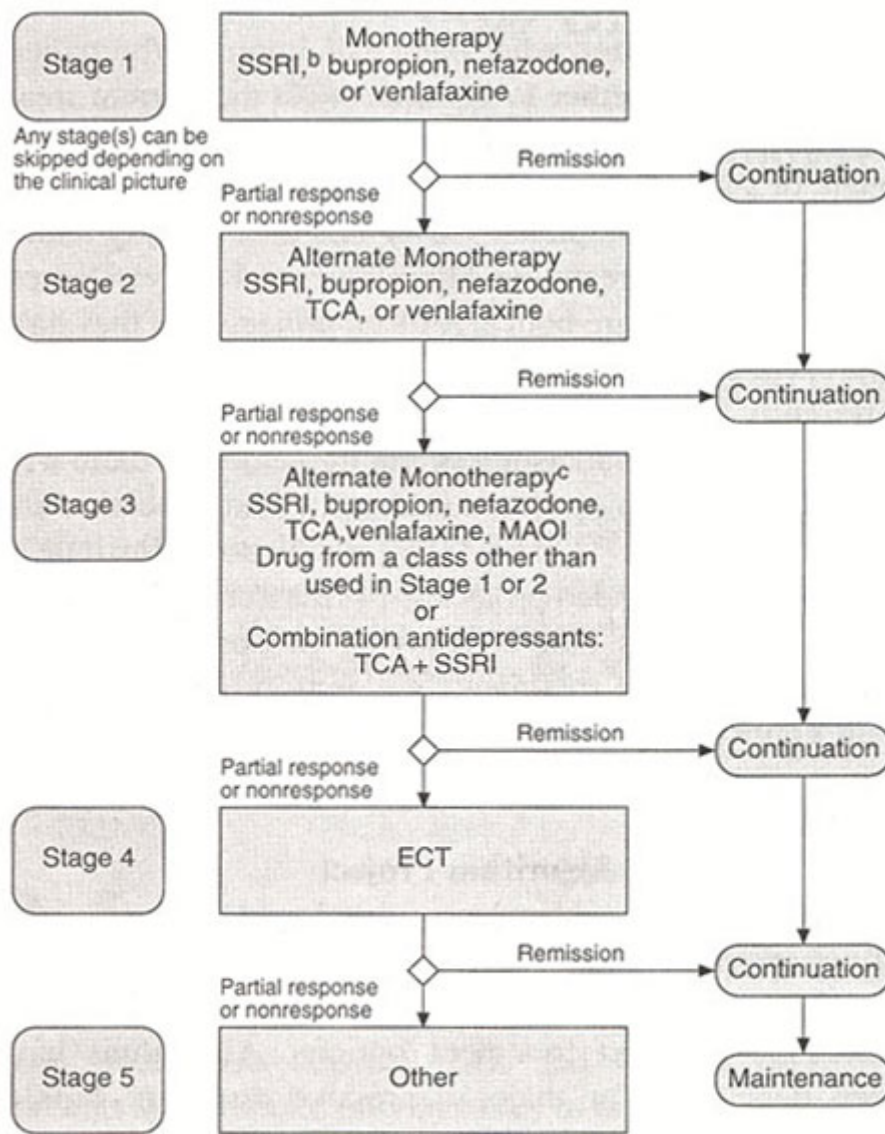 Stage 1
Any stage(s) can be
skipped depending on
the clinical picture
Monotherapy
SSRI,b bupropion, nefazodone,
or venlafaxine
Remission
Continuation
Partial response
or nonresponse
Stage 2
Alternate Monotherapy
SSRI, bupropion, nefazodone,
TCA, or venlafaxine
Remission
Continuation
Partial response
or nonresponse
Stage 3
Alternate Monotherapyc
SSRI, bupropion, nefazodone,
TCA,venlafaxine, MAOI
Drug from a class other than
used in Stage 1 or 2
or
Combination antidepressants:
TCA + SSRI
Remission
Continuation
Partial response
or nonresponse
Stage 4
ECT
Remission
Continuation
Partial response
or nonresponse
Stage 5
Other
Maintenance